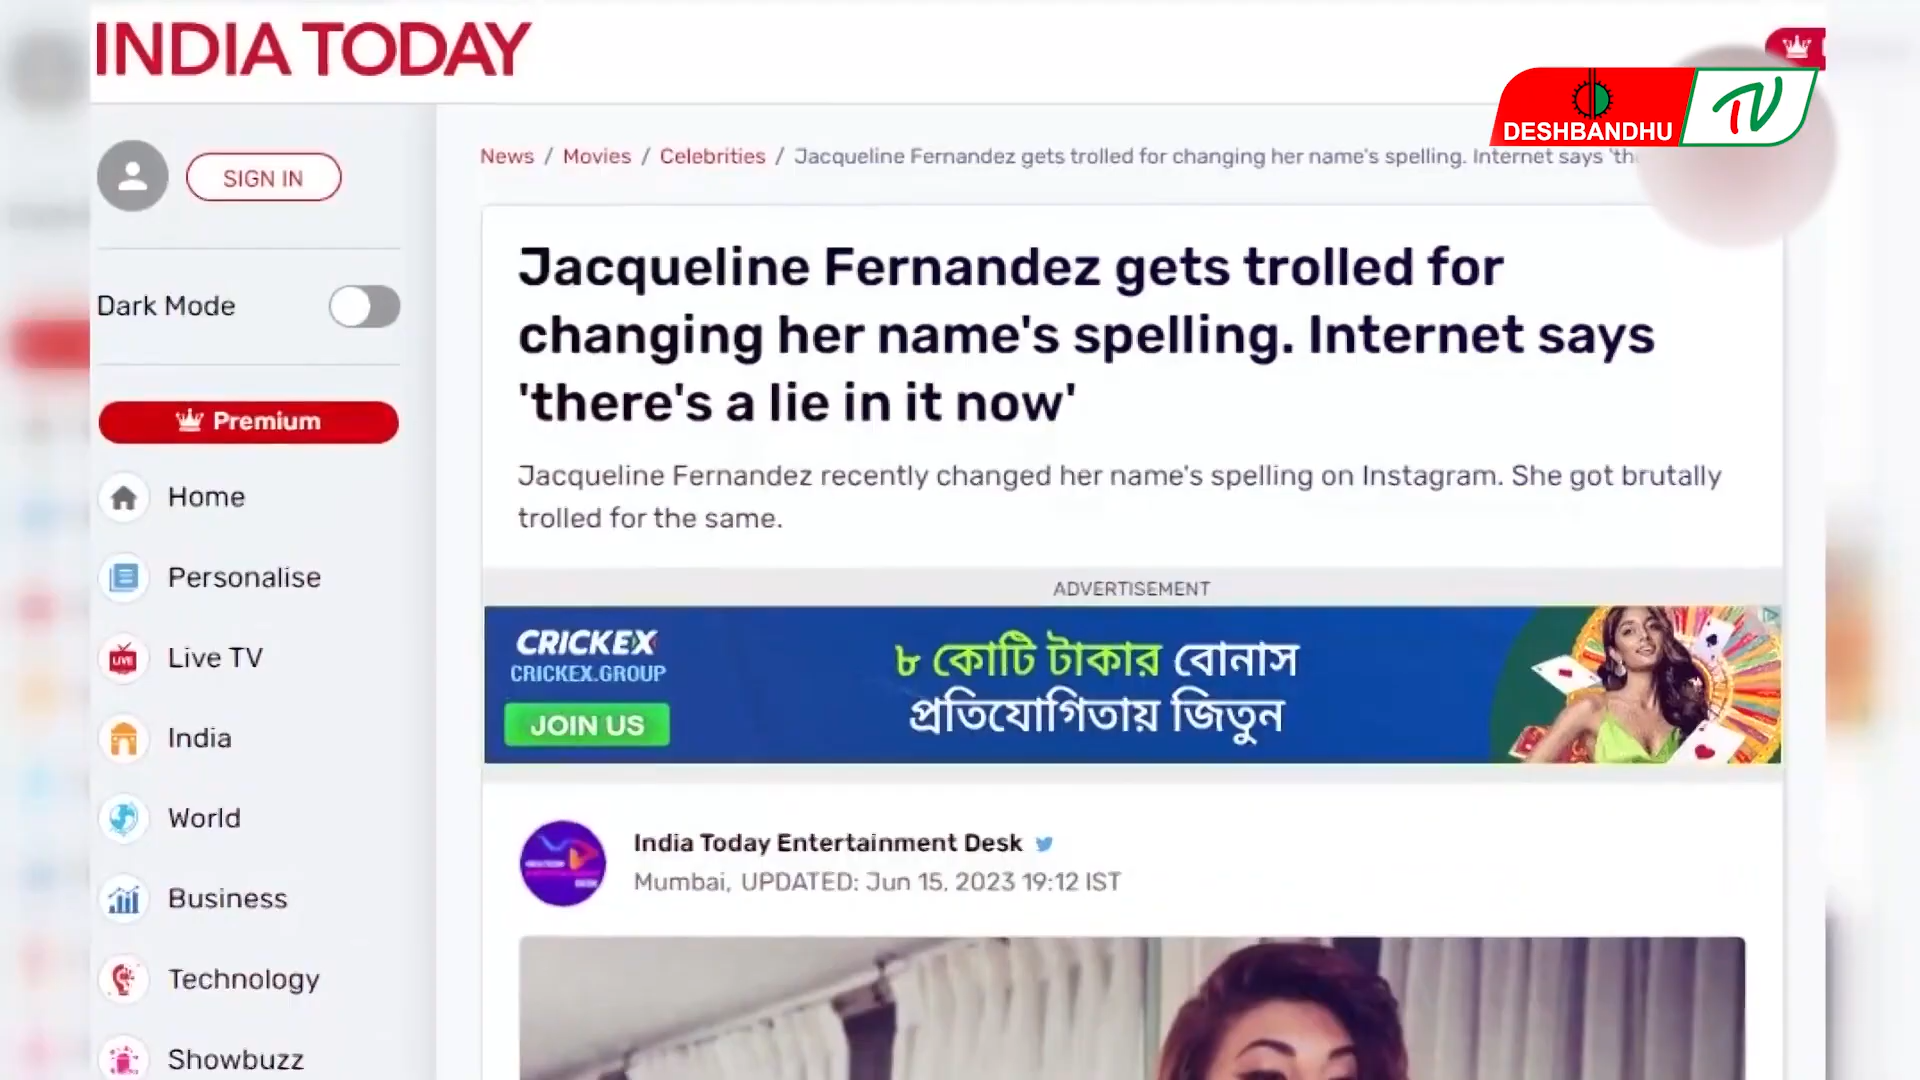 INDIA TODAY
DESHBANDHU TV
SIGN IN
Dark Mode
Premium
Home
Personalise
Live TV
LIVE
India
World
Business
Technology
Showbuzz
News / Movies / Celebrities / Jacqueline Fernandez gets trolled for changing her name's spelling. Internet says
Jacqueline Fernandez gets trolled for
changing her name's spelling. Internet says
'there's a lie in it now'
Jacqueline Fernandez recently changed her name's spelling on Instagram. She got brutally
trolled for the same.
ADVERTISEMENT
CRICKEX
CRICKEX.GROUP
JOIN US
৮ কোটি টাকার বোনাস
প্রতিযোগিতায় জিতুন
India Today Entertainment Desk
Mumbai, UPDATED: Jun 15, 2023 19:12 IST